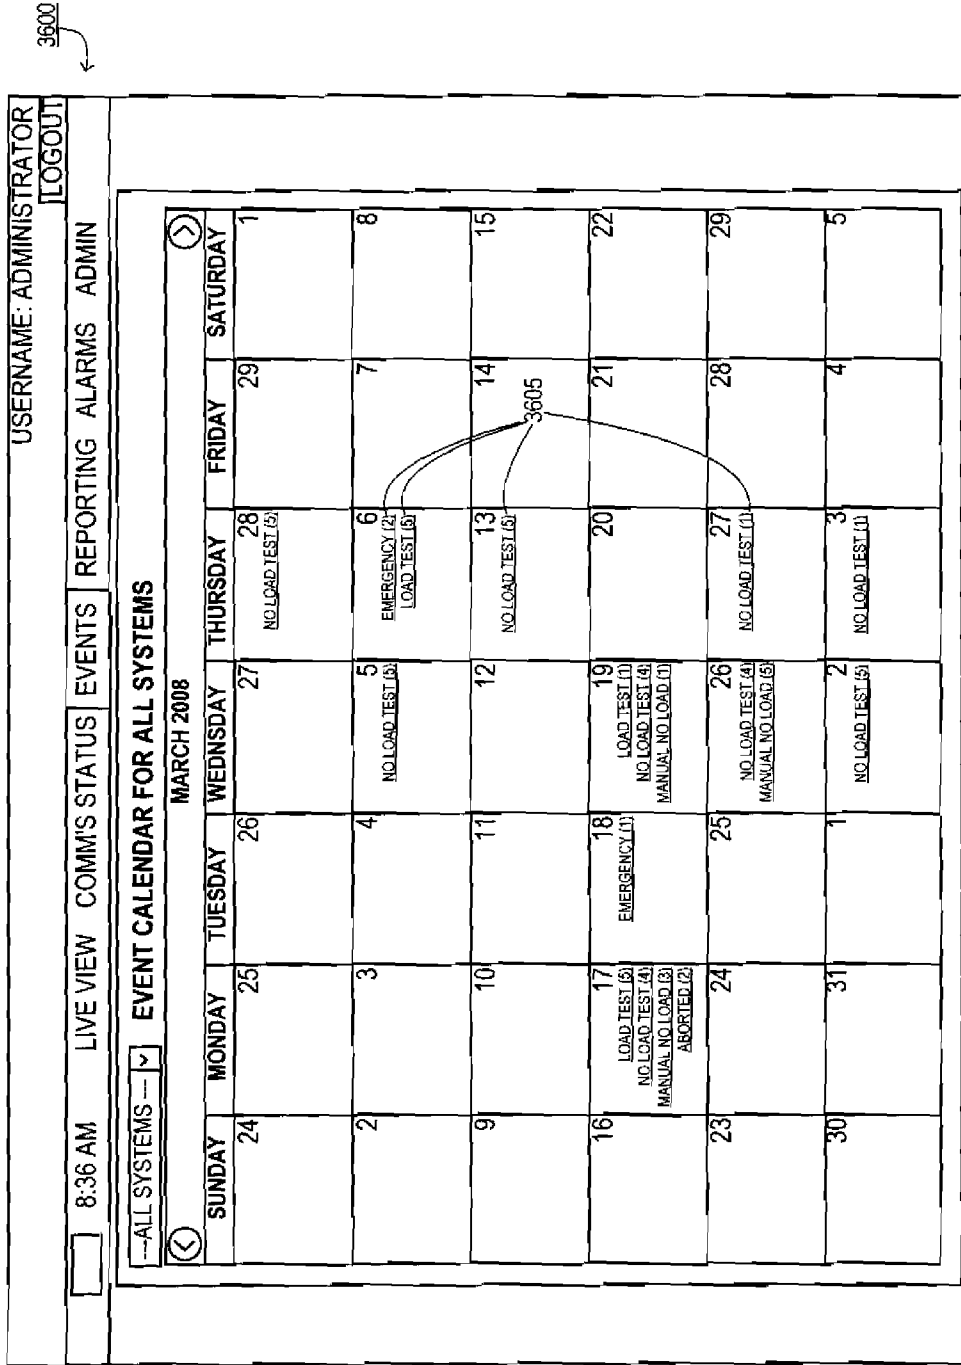 3600
USERNAME: ADMINISTRATOR
LOGOUT
8:36 AM LIVE VIEW COMM'S STATUS EVENTS REPORTING ALARMS ADMIN
---ALL SYSTEMS --- EVENT CALENDAR FOR ALL SYSTEMS
MARCH 2008
SUNDAY MONDAY TUESDAY WEDNSDAY THURSDAY FRIDAY SATURDAY
24 25 26 27 28 29 1
NO LOAD TEST (5)
2 3 4 5 6 7 8
NO LOAD TEST (5) EMERGENCY (2)
LOAD TEST (5)
9 10 11 12 13 14 15
NO LOAD TEST (5)
3605
16 17 18 19 20 21 22
LOAD TEST (5) EMERGENCY (1) LOAD TEST (1)
NO LOAD TEST (4) NO LOAD TEST (4)
MANUAL NO LOAD (3) MANUAL NO LOAD (1)
ABORTED (2)
23 24 25 26 27 28 29
NO LOAD TEST (4) NO LOAD TEST (1)
MANUAL NO LOAD (5)
30 31 1 2 3 4 5
NO LOAD TEST (5) NO LOAD TEST (1)